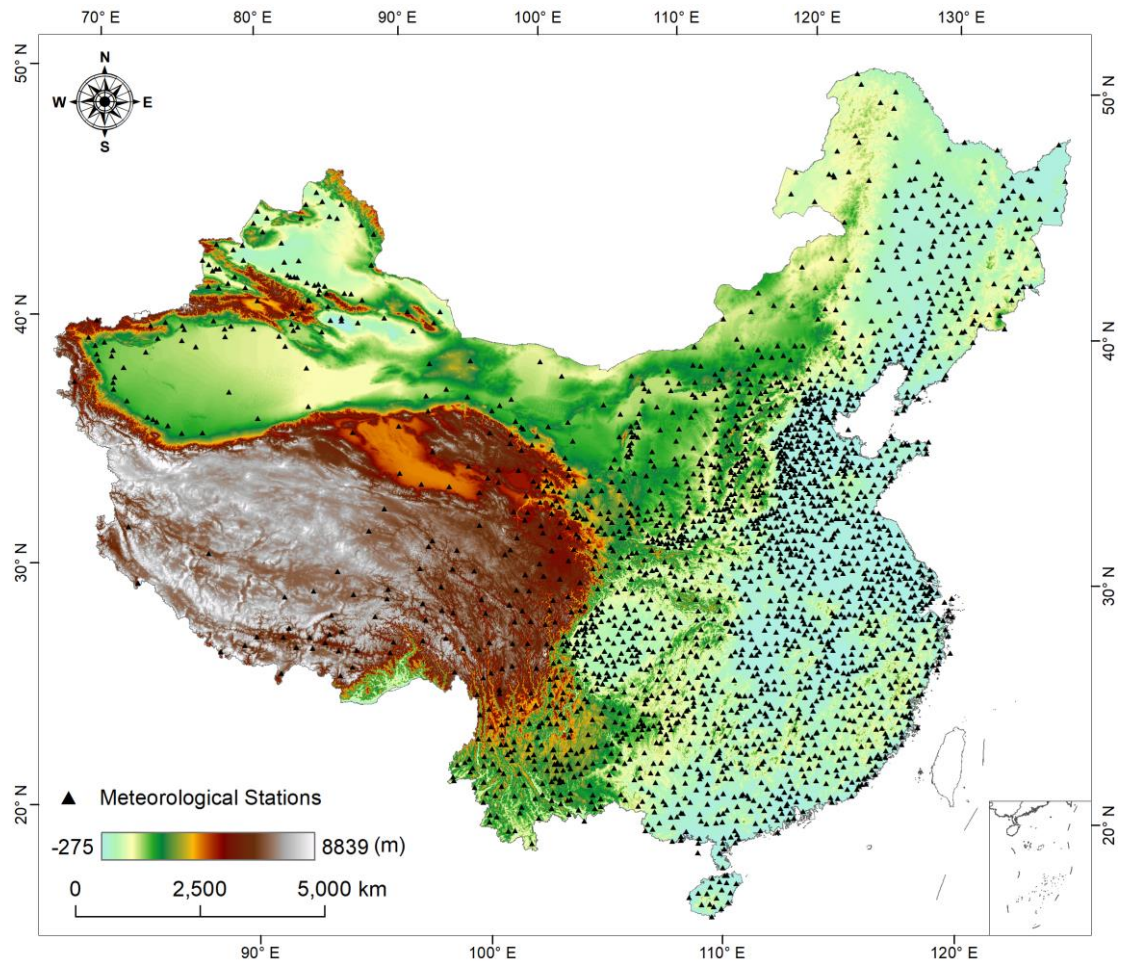 70° E 80° E 90° E 100° E 110° E 120° E 130° E
50° N
50° N
N
W E
S
40° N
40° N
30° N
30° N
20° N
20° N
Meteorological Stations
-275 8839 (m)
0 2,500 5,000 km
90° E 100° E 110° E 120° E